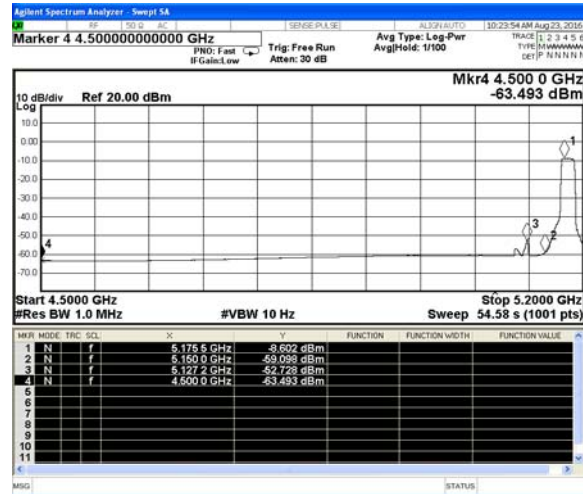 Agilent Spectrum Analyzer - Swept SA
RF 50 Ω AC SENSE:PULSE ALIGN AUTO 10:23:54 AM Aug 23, 2016
Marker 4 4.500000000000 GHz
PNO: Fast
IFGain:Low
Trig: Free Run
Atten: 30 dB
Avg Type: Log-Pwr
Avg|Hold: 1/100
TRACE 1 2 3 4 5 6
TYPE
DET P N N N N N
Mkr4 4.500 0 GHz
-63.493 dBm
10 dB/div Ref 20.00 dBm
Log
10.0
0.00
-10.0
-20.0
-30.0
-40.0
-50.0
-60.0
-70.0
1
3
2
4
Start 4.5000 GHz Stop 5.2000 GHz
#Res BW 1.0 MHz #VBW 10 Hz Sweep 54.58 s (1001 pts)
MKR MODE TRC SCL X Y FUNCTION FUNCTION WIDTH FUNCTION VALUE
1 N f 5.175 5 GHz -8.602 dBm
2 N f 5.150 0 GHz -59.098 dBm
3 N f 5.127 2 GHz -52.728 dBm
4 N f 4.500 0 GHz -63.493 dBm
5
6
7
8
9
10
11
MSG STATUS